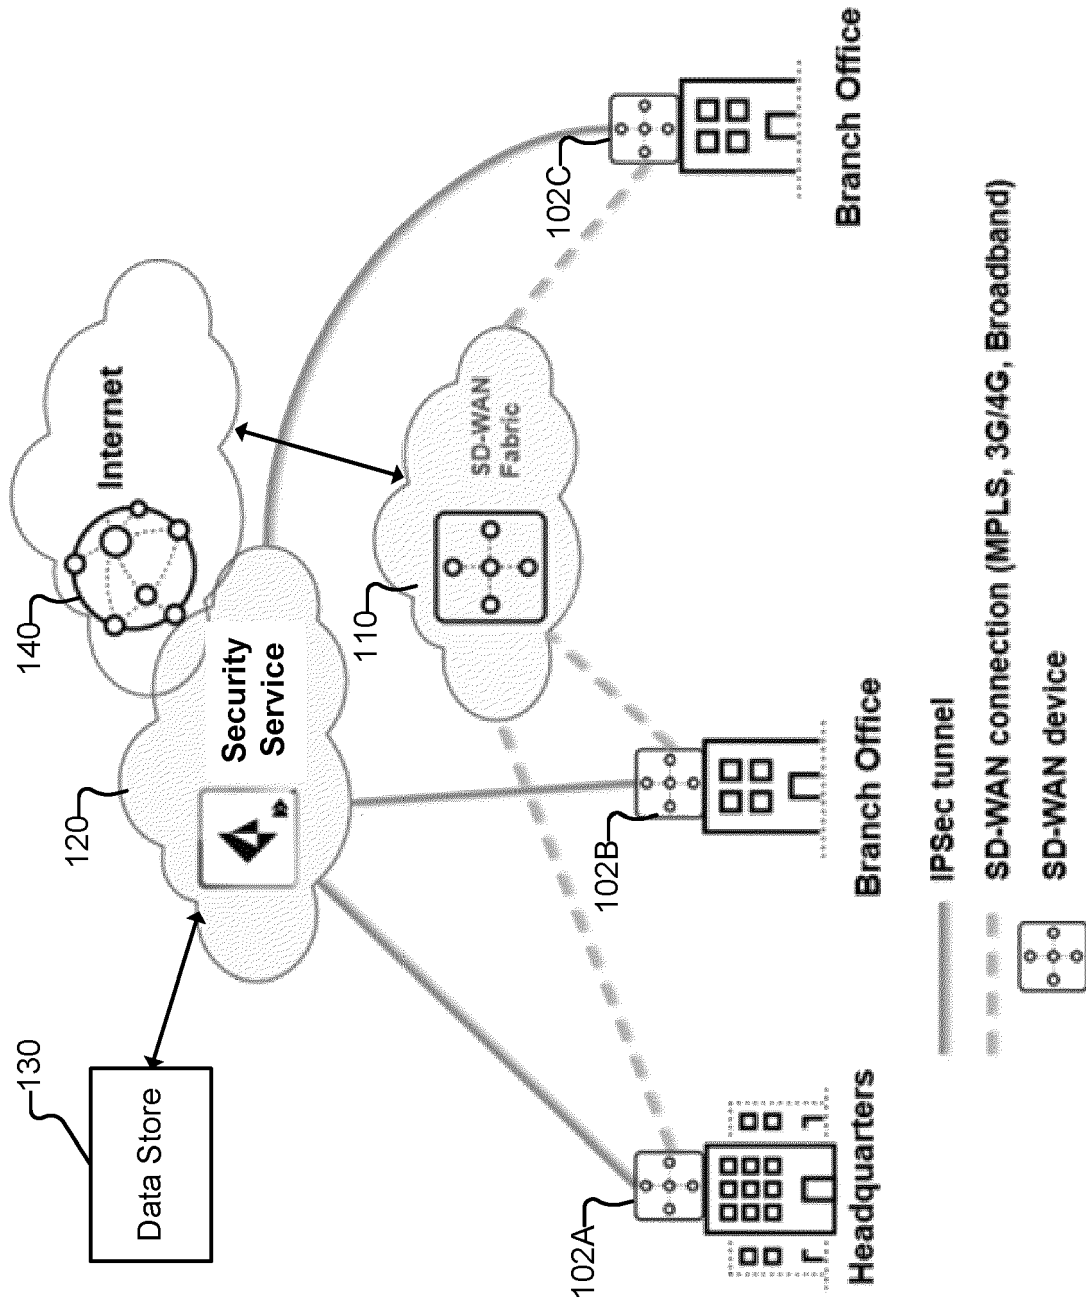 130
Data Store
120
Security
Service
140
Internet
110
SD-WAN
Fabric
102A
Headquarters
102B
Branch Office
102C
Branch Office
IPSec tunnel
SD-WAN connection (MPLS, 3G/4G, Broadband)
SD-WAN device